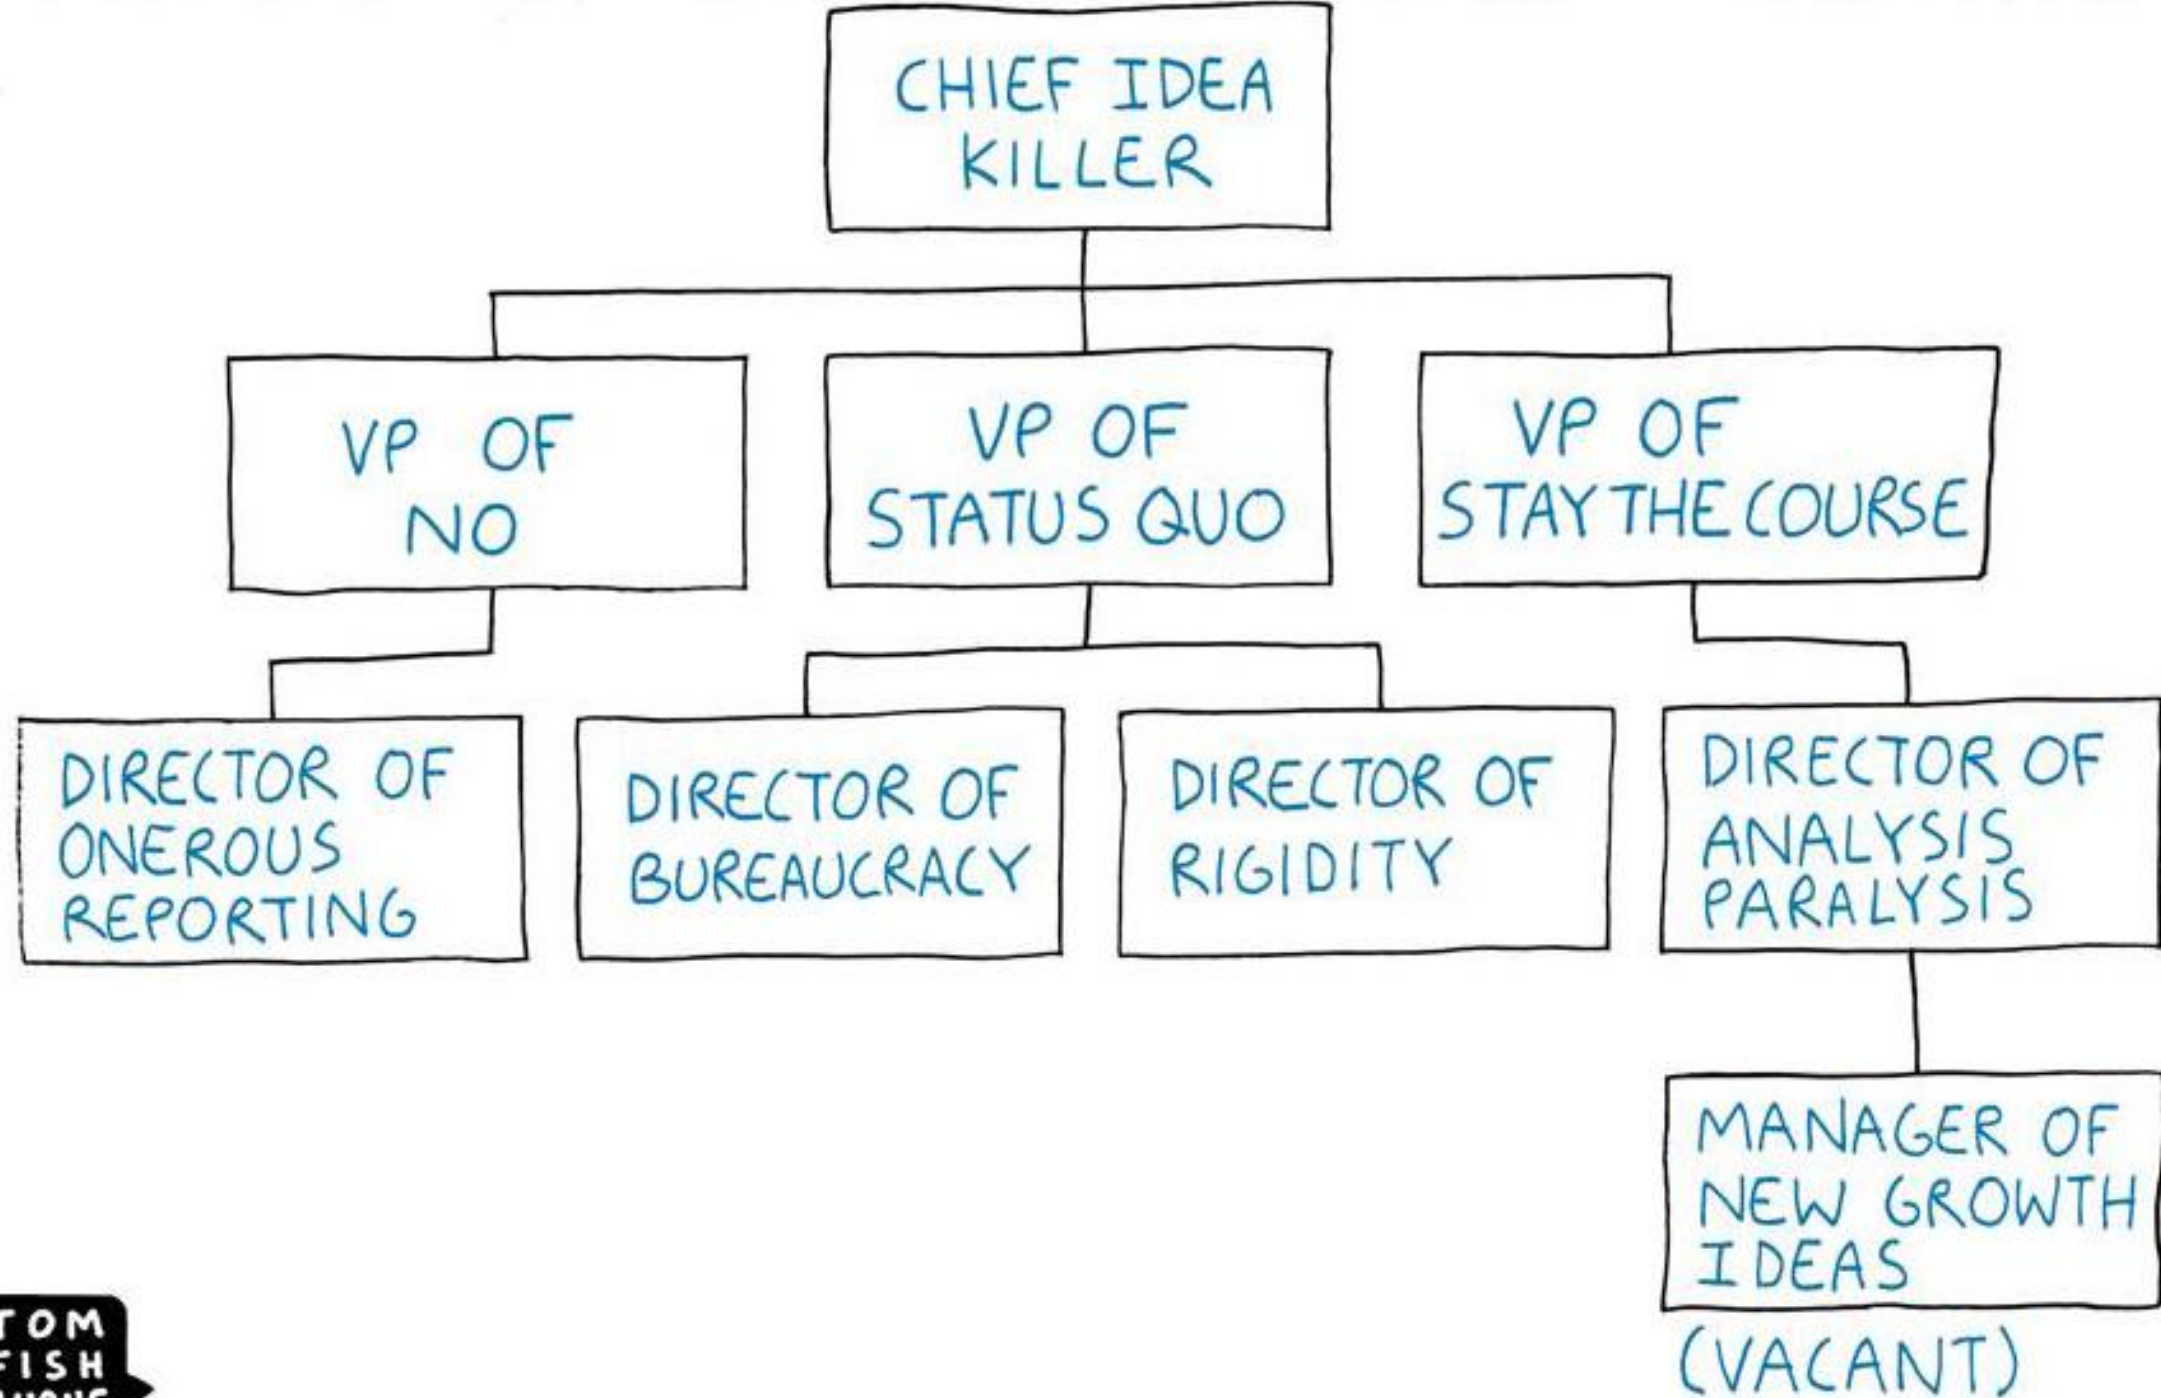 CHIEF IDEA
KILLER
VP OF
NO
VP OF
STATUS QUO
VP OF
STAY THE COURSE
DIRECTOR OF
ONEROUS
REPORTING
DIRECTOR OF
BUREAUCRACY
DIRECTOR OF
RIGIDITY
DIRECTOR OF
ANALYSIS
PARALYSIS
MANAGER OF
NEW GROWTH
IDEAS
(VACANT)
TOM
FISH